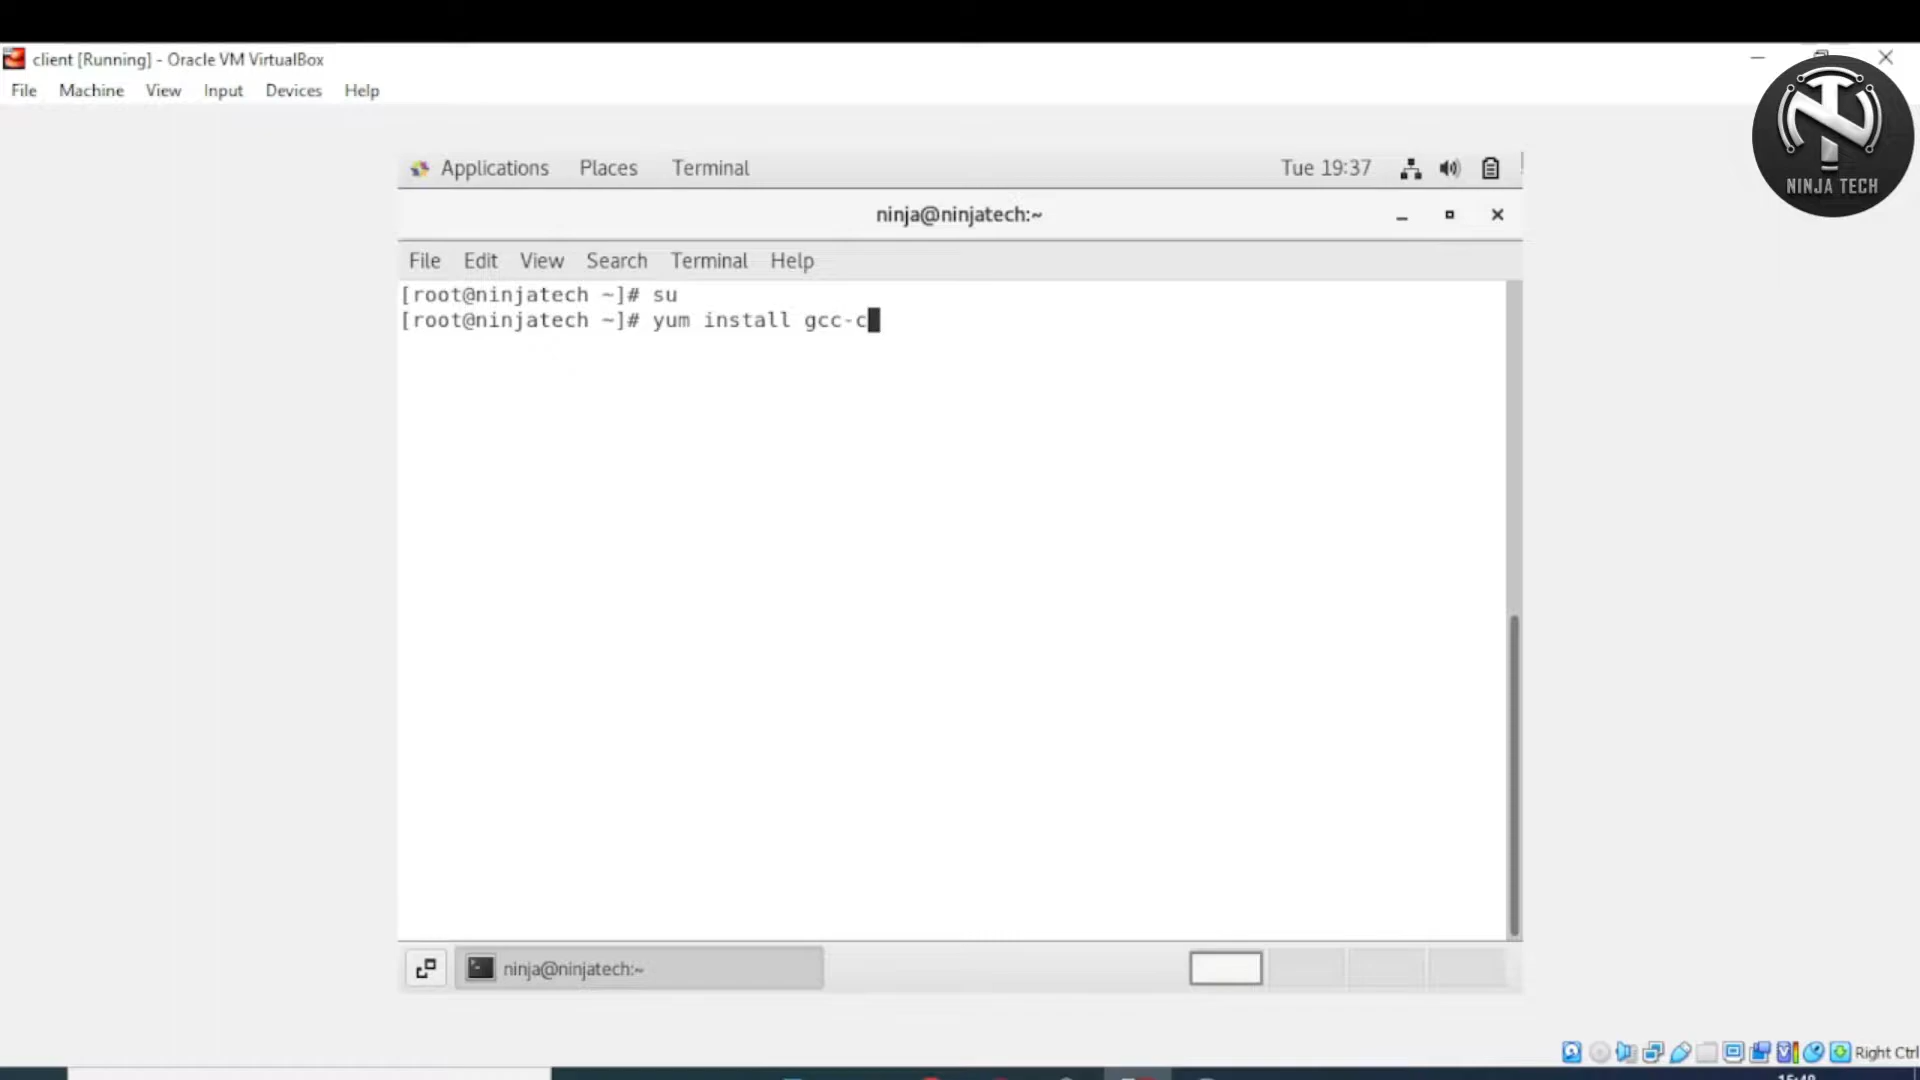 client [Running] - Oracle VM VirtualBox
File Machine View Input Devices Help
NINJA TECH
Applications Places Terminal Tue 19:37
ninja@ninjatech:~
File Edit View Search Terminal Help
[root@ninjatech ~]# su
[root@ninjatech ~]# yum install gcc-c
ninja@ninjatech:~
Right Ctrl